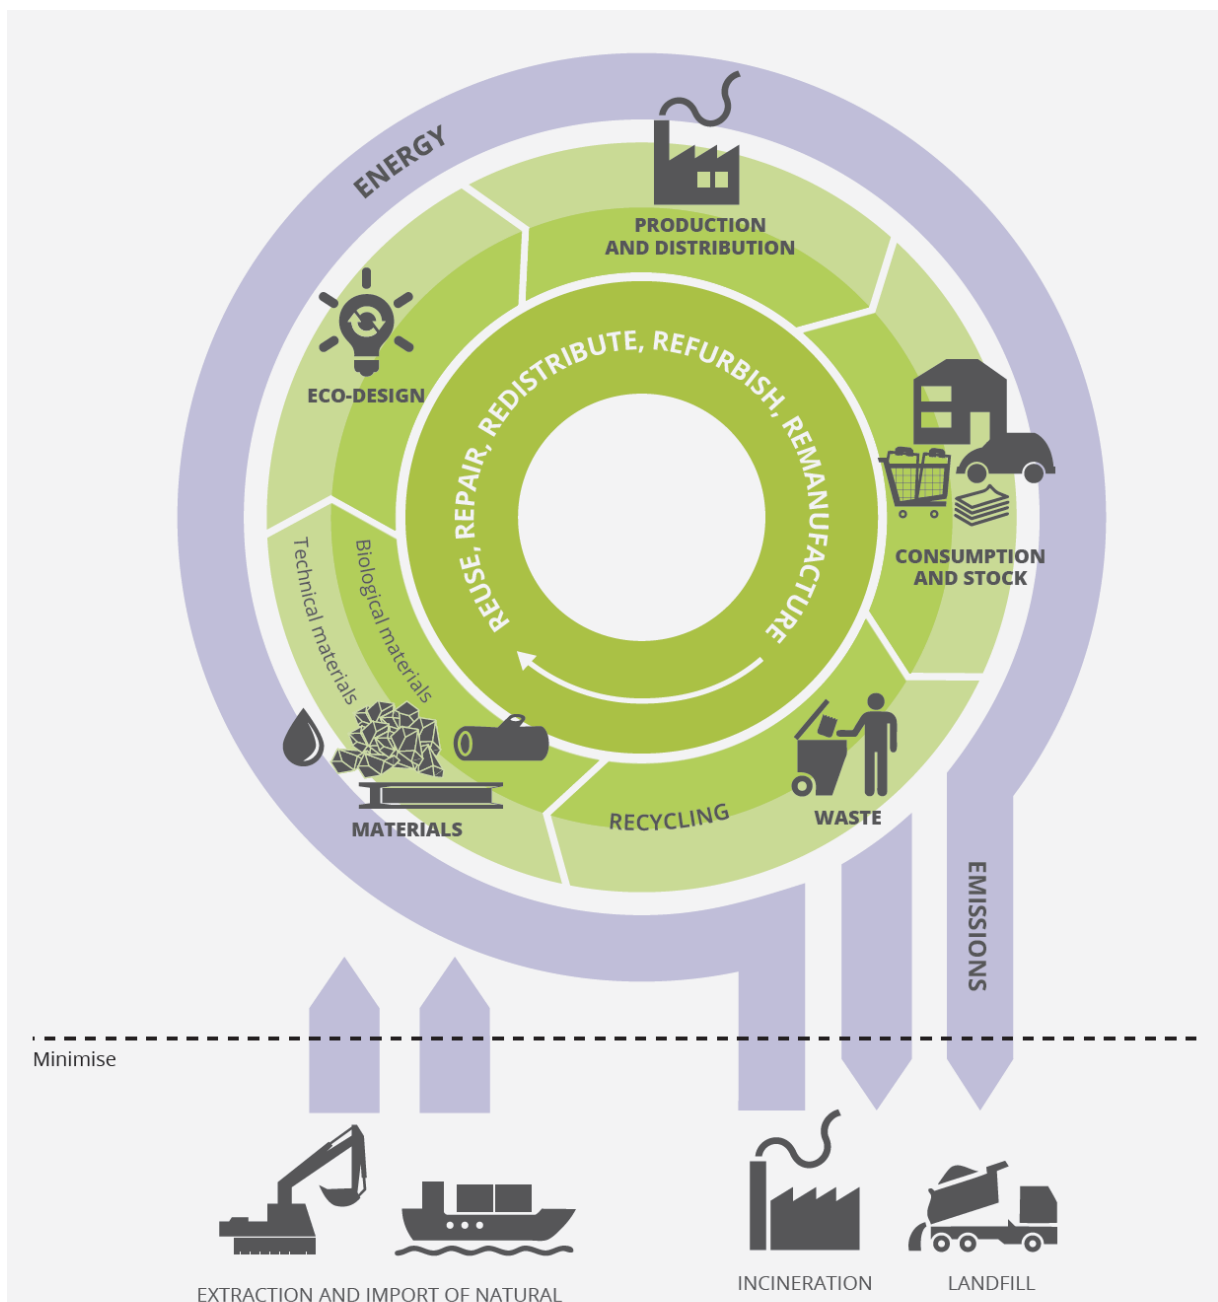 ENERGY
PRODUCTION
AND DISTRIBUTION
ECO-DESIGN
REUSE, REPAIR, REDISTRIBUTE, REFURBISH, REMANUFACTURE
CONSUMPTION
AND STOCK
Technical materials
Biological materials
MATERIALS
RECYCLING
WASTE
EMISSIONS
Minimise
EXTRACTION AND IMPORT OF NATURAL
INCINERATION
LANDFILL